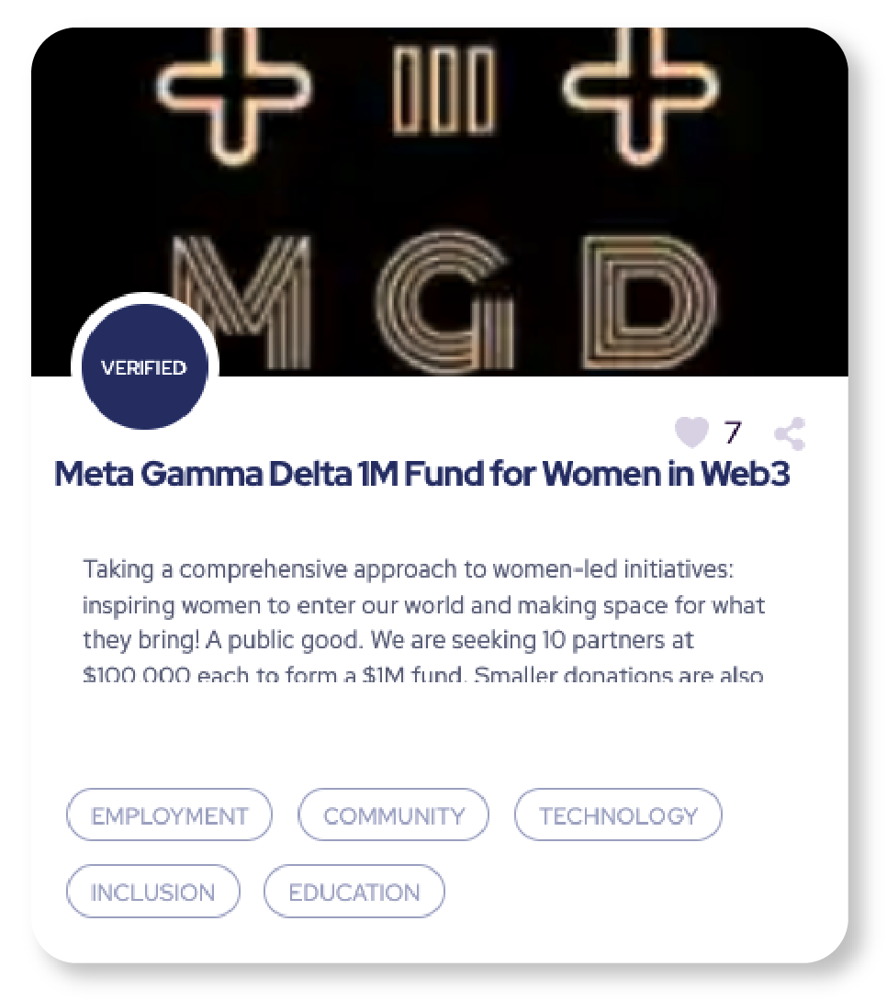 MGD
VERIFIED
7
Meta Gamma Delta 1M Fund for Women in Web3
Taking a comprehensive approach to women-led initiatives:
inspiring women to enter our world and making space for what
they bring! A public good. We are seeking 10 partners at
$100,000 each to form a $1M fund. Smaller donations are also
EMPLOYMENT COMMUNITY TECHNOLOGY
INCLUSION EDUCATION